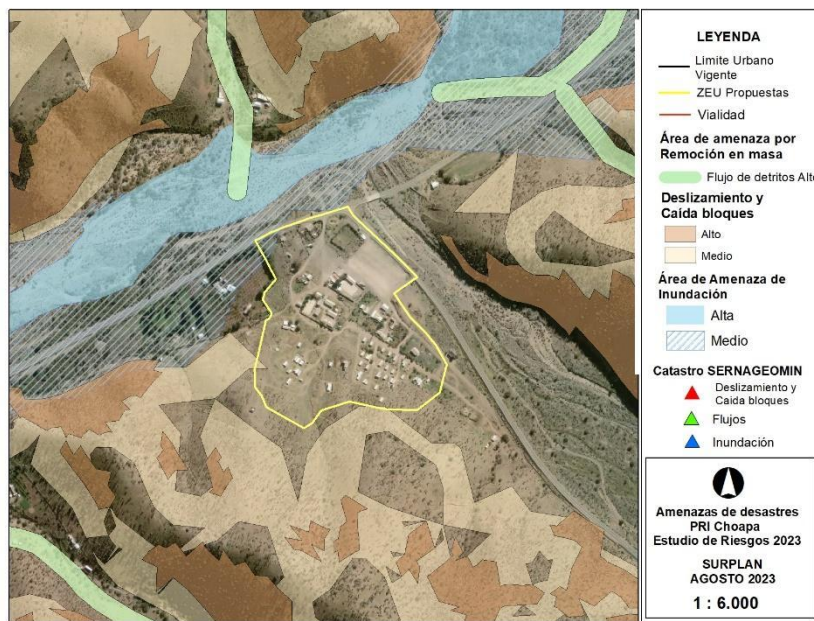 LEYENDA
Limite Urbano
Vigente
ZEU Propuestas
Vialidad
Área de amenaza por
Remoción en masa
Flujo de detritos Alto
Deslizamiento y
Caída bloques
Alto
Medio
Área de Amenaza de
Inundación
Alta
Medio
Catastro SERNAGEOMIN
Deslizamiento y
Caida bloques
Flujos
Inundación
Amenazas de desastres
PRI Choapa
Estudio de Riesgos 2023
SURPLAN
AGOSTO 2023
1 : 6.000